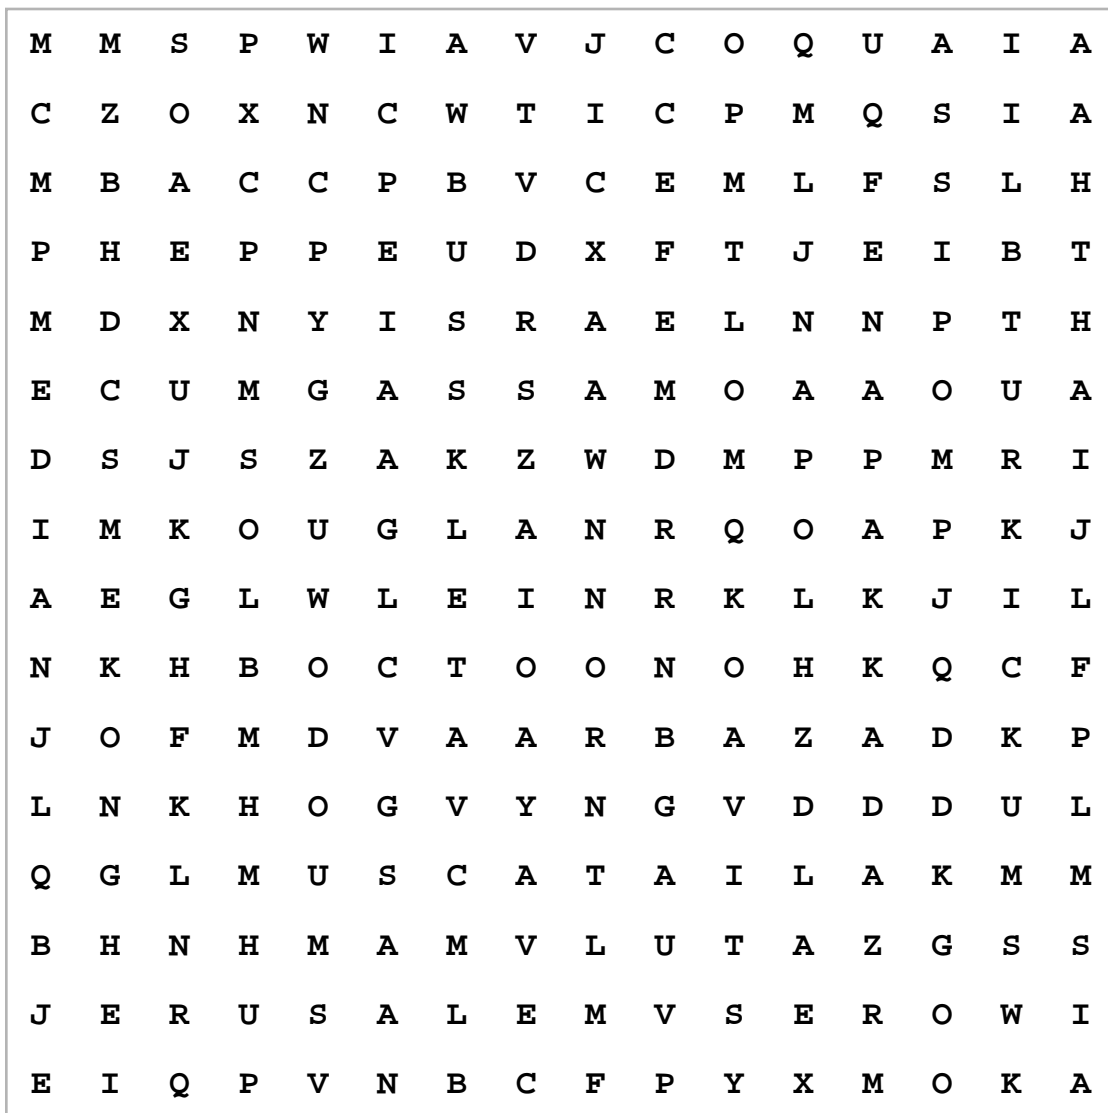 M M S P W I A V J C O Q U A I A
C Z O X N C W T I C P M Q S I A
M B A C C P B V C E M L F S L H
P H E P P E U D X F T J E I B T
M D X N Y I S R A E L N N P T H
E C U M G A S S A M O A A O U A
D S J S Z A K Z W D M P P M R I
I M K O U G L A N R Q O A P K J
A E G L W L E I N R K L K J I L
N K H B O C T O O N O H K Q C F
J O F M D V A A R B A Z A D K P
L N K H O G V Y N G V D D D U L
Q G L M U S C A T A I L A K M M
B H N H M A M V L U T A Z G S S
J E R U S A L E M V S E R O W I
E I Q P V N B C F P Y X M O K A